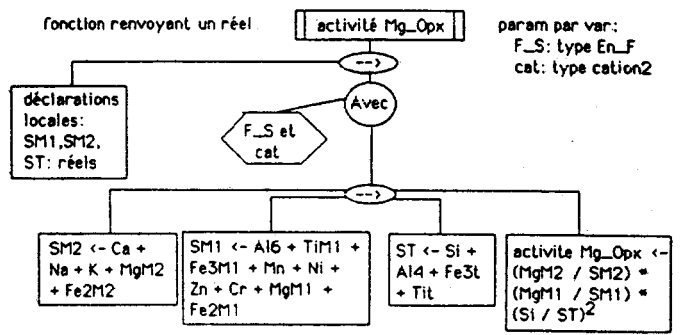 fonction renvoyant un réel
activité Mg_Opx
param par var:
F_S: type En_F
cat: type cation2
-->
déclarations
locales:
SM1,SM2,
ST: réels
Avec
F_S et
cat
-->
SM2 <- Ca +
Na + K + MgM2
+ Fe2M2
SM1 <- Al6 + TiM1 +
Fe3M1 + Mn + Ni +
Zn + Cr + MgM1 +
Fe2M1
ST <- Si +
Al4 + Fe3t
+ Tit
activite Mg_Opx <-
(MgM2 / SM2) *
(MgM1 / SM1) *
(Si / ST)2